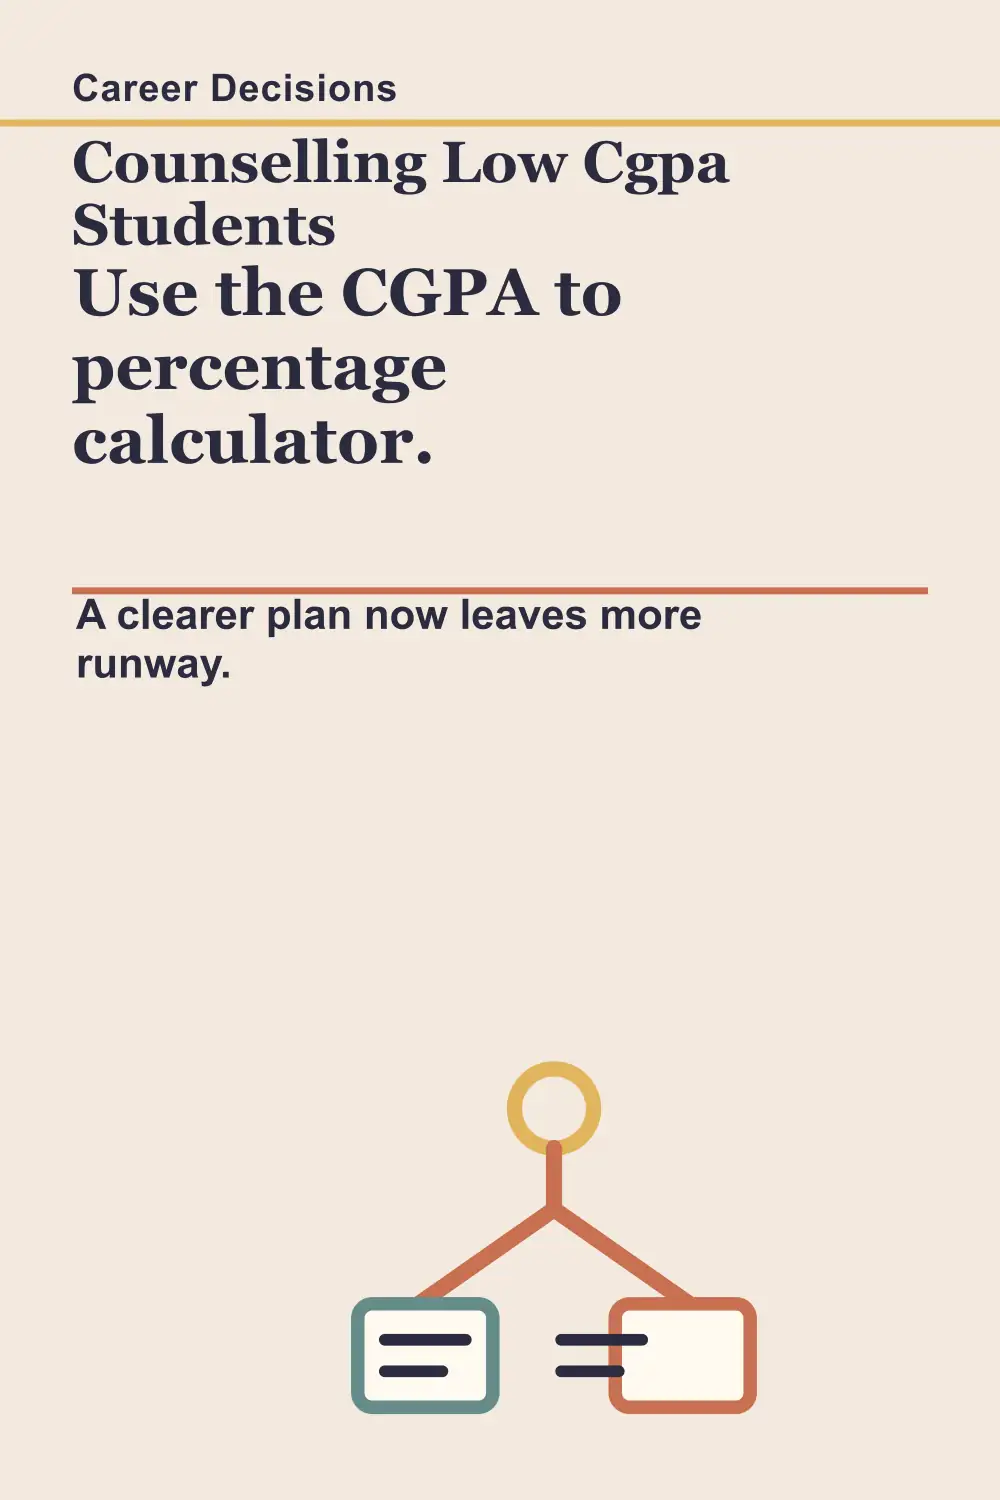 Career Decisions
Counselling Low Cgpa
Students
Use the CGPA to
percentage
calculator.
A clearer plan now leaves more
runway.